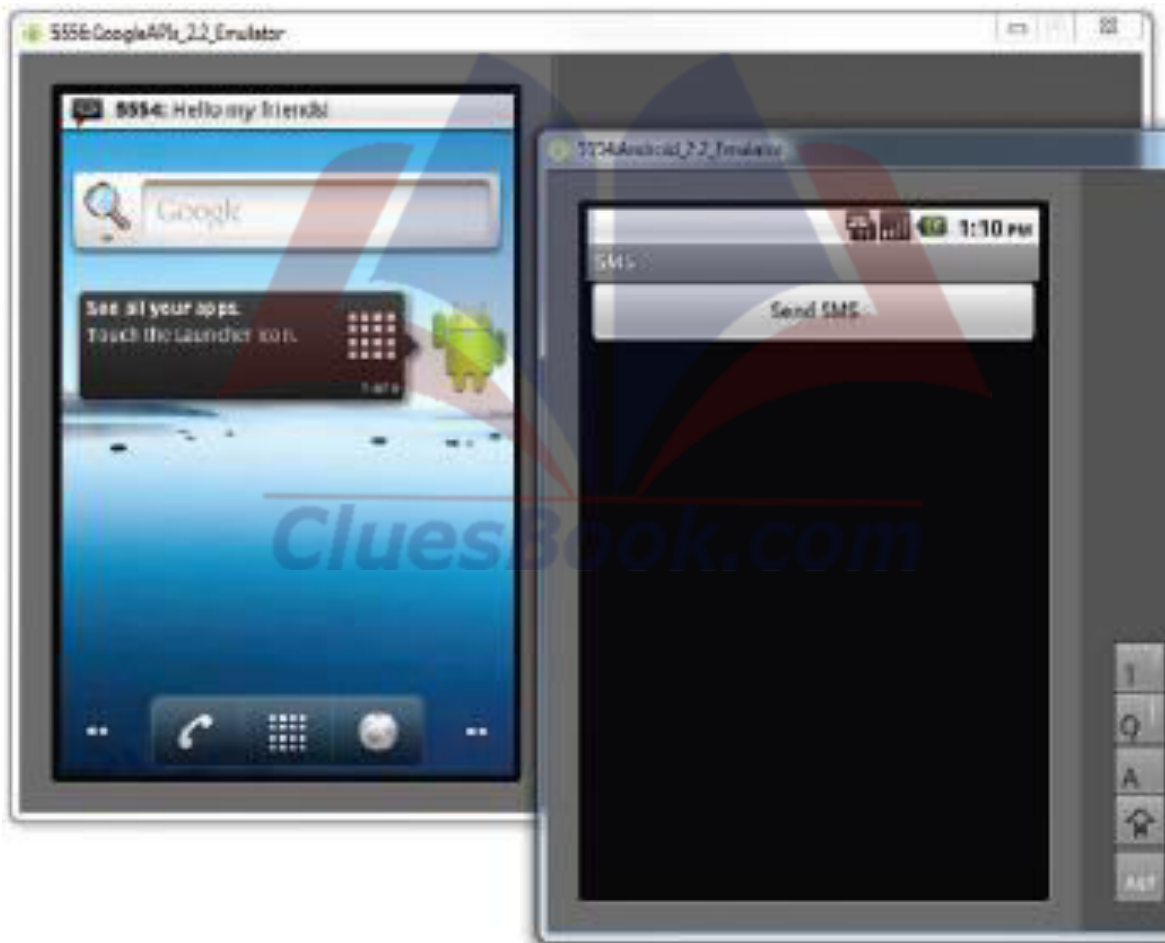 5556:GoogleAPIs_2.2_Emulator
5554: Hello my friends!
Google
See all your apps.
Touch the Launcher icon.
5554:Android_2.2_Emulator
1:10 PM
SMS
Send SMS
CluesBook.com
1
Q
A
ALT